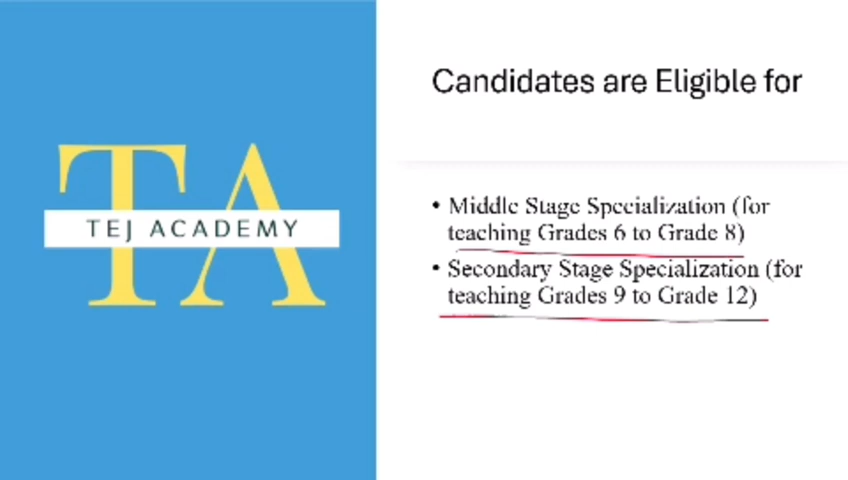 TA
TEJ ACADEMY
Candidates are Eligible for
• Middle Stage Specialization (for
teaching Grades 6 to Grade 8)
• Secondary Stage Specialization (for
teaching Grades 9 to Grade 12)